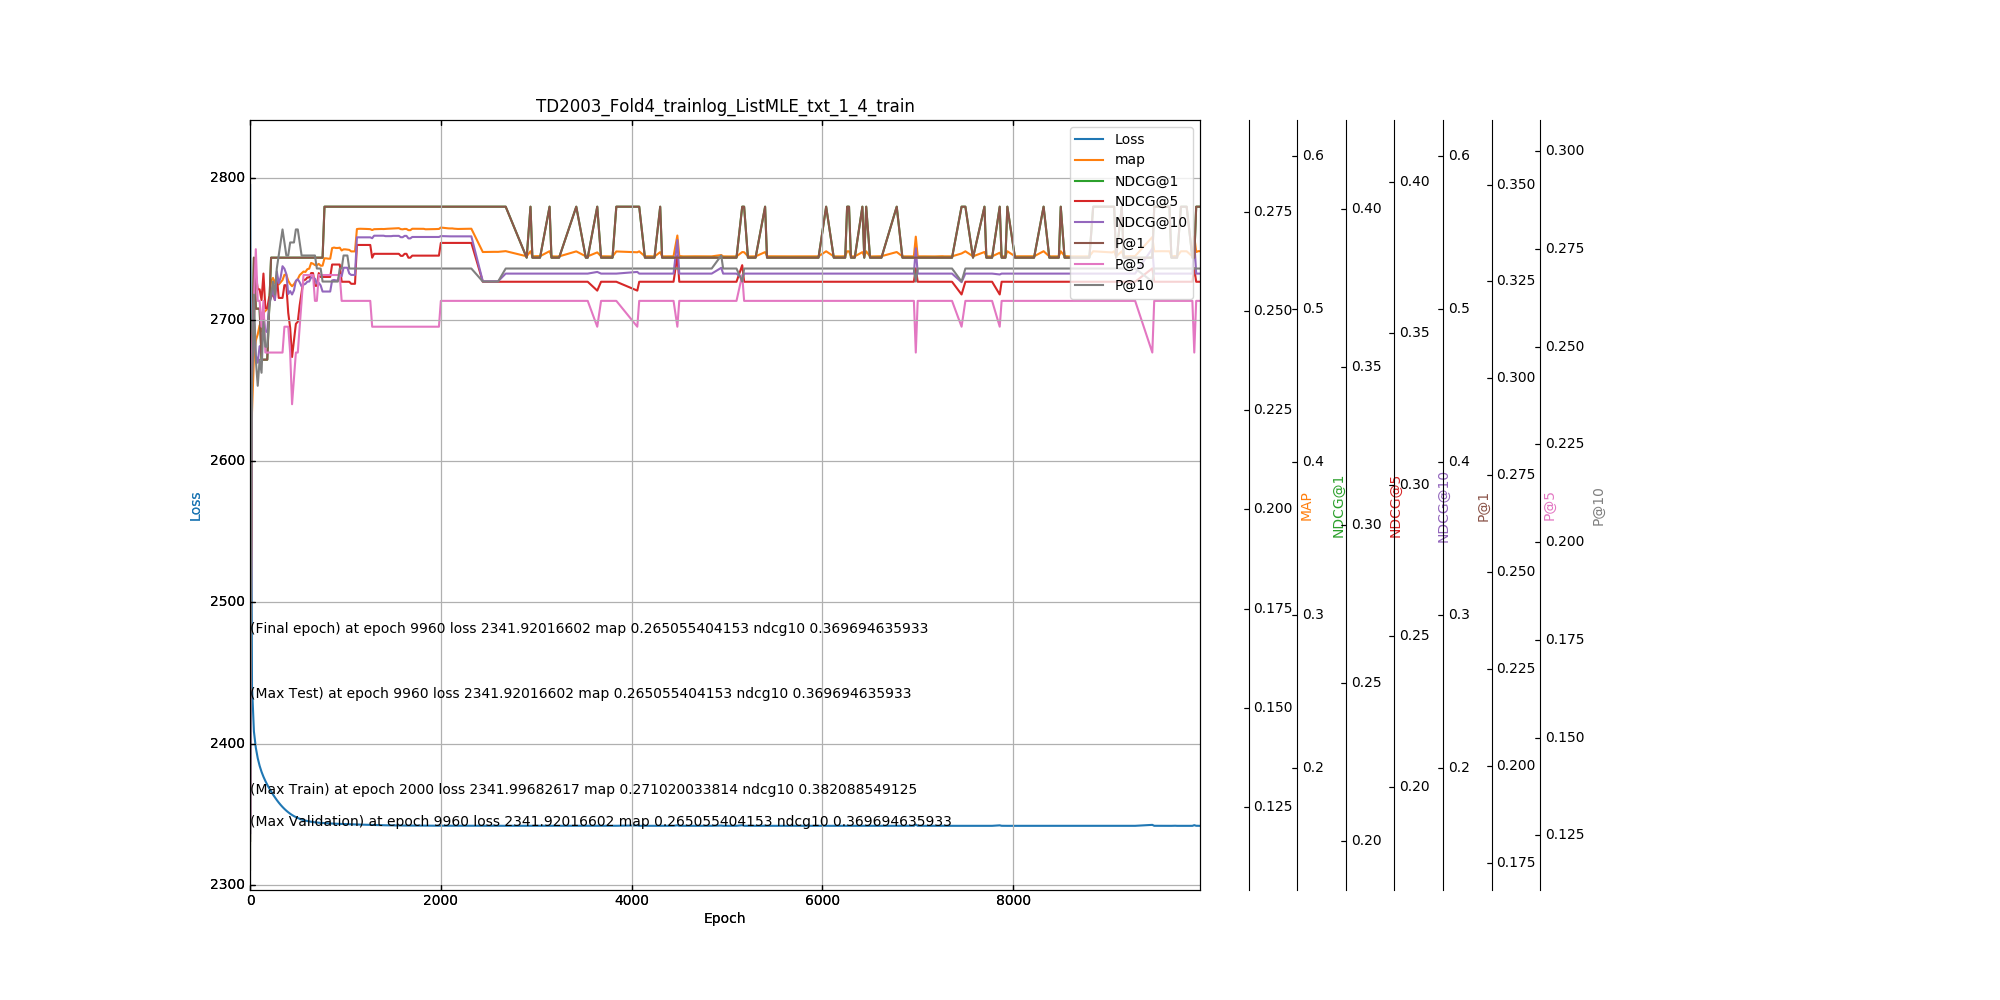 TD2003_Fold4_trainlog_ListMLE_txt_1_4_train
Loss
map
NDCG@1
NDCG@5
NDCG@10
P@1
P@5
P@10
2800
2700
2600
2500
2400
2300
Loss
(Final epoch) at epoch 9960 loss 2341.92016602 map 0.265055404153 ndcg10 0.369694635933
(Max Test) at epoch 9960 loss 2341.92016602 map 0.265055404153 ndcg10 0.369694635933
(Max Train) at epoch 2000 loss 2341.99682617 map 0.271020033814 ndcg10 0.382088549125
(Max Validation) at epoch 9960 loss 2341.92016602 map 0.265055404153 ndcg10 0.369694635933
0 2000 4000 6000 8000
Epoch
0.275
0.250
0.225
0.200
0.175
0.150
0.125
MAP
0.6
0.5
0.4
0.3
0.2
NDCG@1
0.40
0.35
0.30
0.25
0.20
NDCG@5
0.40
0.35
0.30
0.25
0.20
NDCG@10
0.6
0.5
0.4
0.3
0.2
P@1
0.350
0.325
0.300
0.275
0.250
0.225
0.200
0.175
P@5
0.300
0.275
0.250
0.225
0.200
0.175
0.150
0.125
P@10